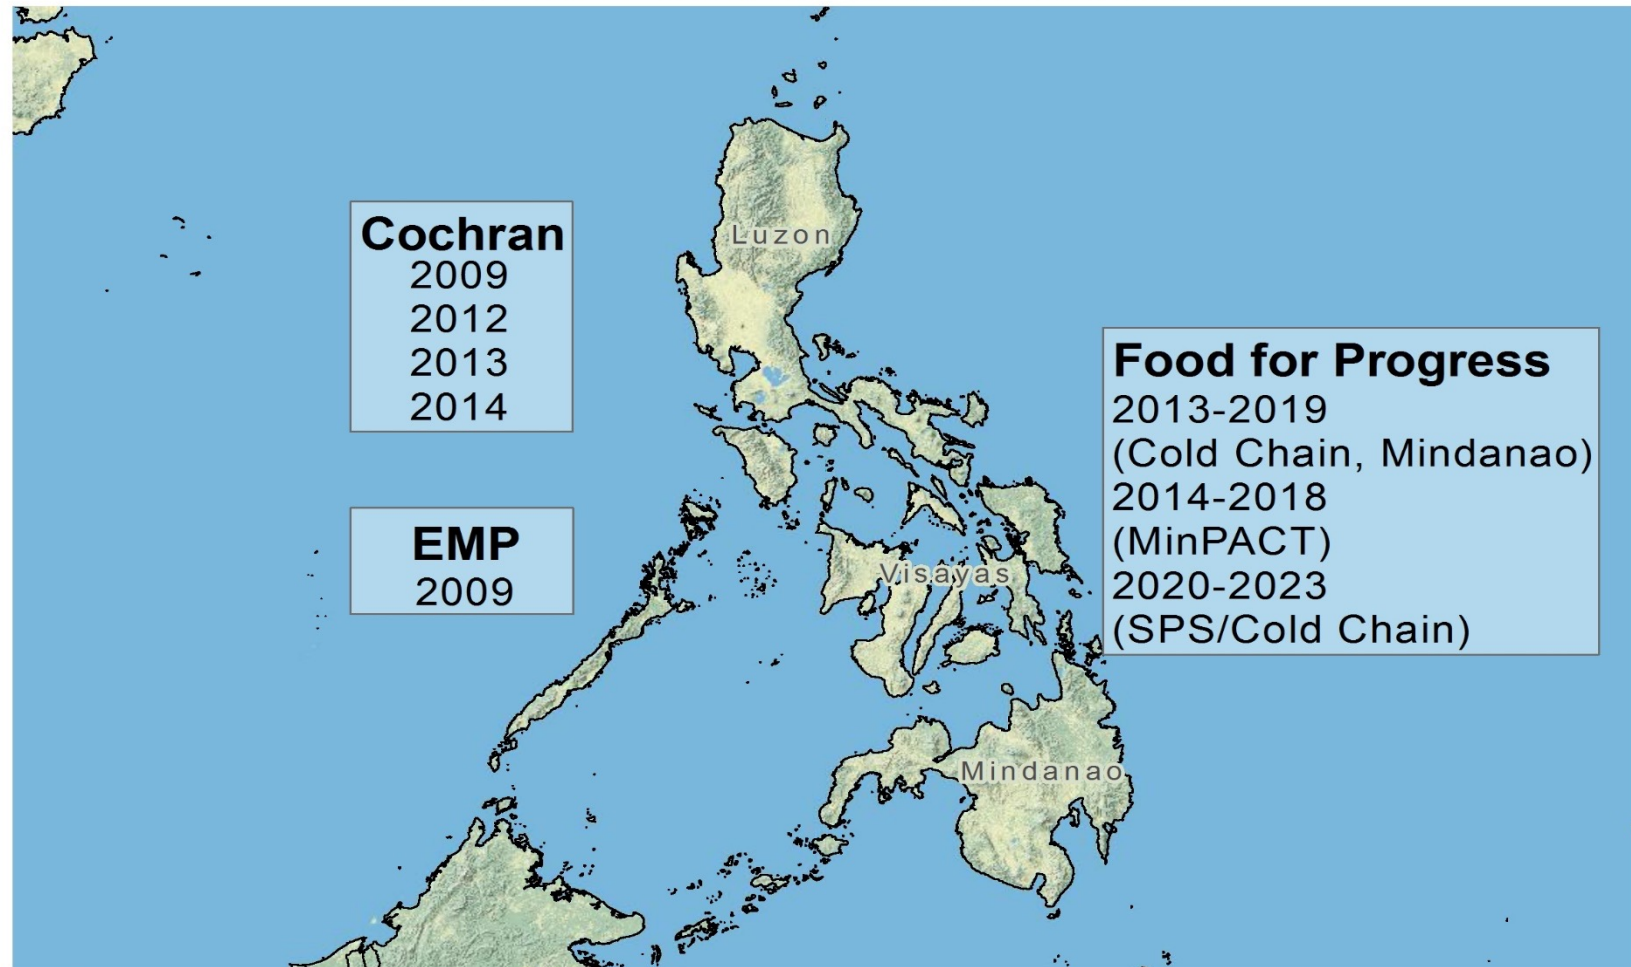 Cochran
2009
2012
2013
2014
EMP
2009
Luzon
Visayas
Mindanao
Food for Progress
2013-2019
(Cold Chain, Mindanao)
2014-2018
(MinPACT)
2020-2023
(SPS/Cold Chain)